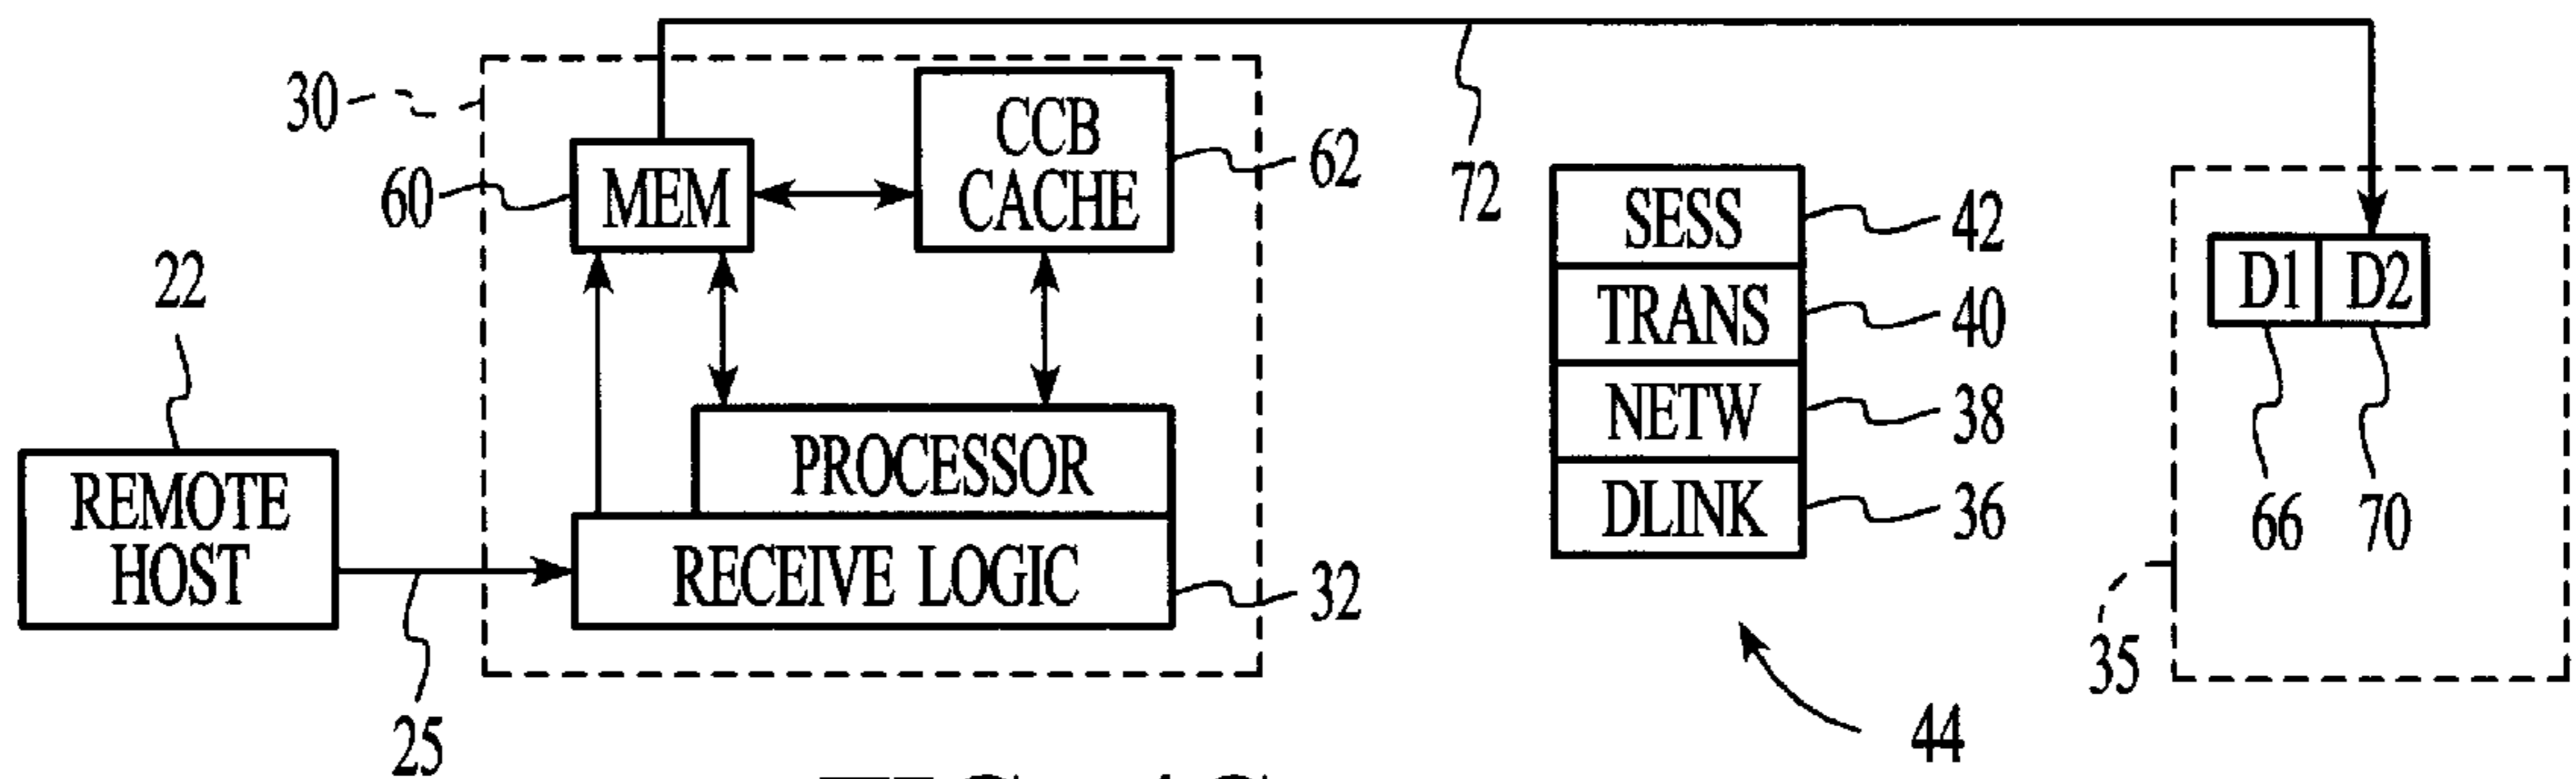 30
CCB
CACHE
62
72
60
MEM
SESS
42
D1 D2
22
TRANS
40
NETW
38
REMOTE
HOST
PROCESSOR
DLINK
36
66
70
RECEIVE LOGIC
32
35
25
44